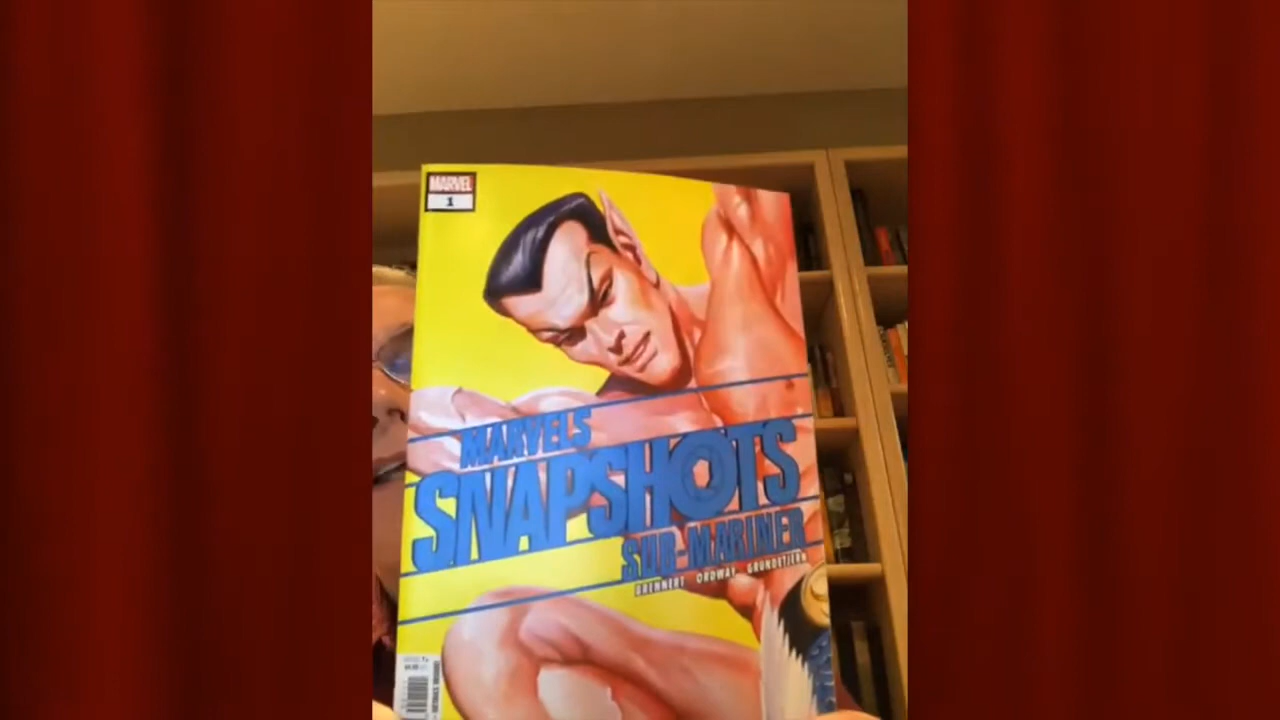 MARVEL
1
MARVELS
SNAPSHOTS
SUB-MARINER
BRENNERT ORDWAY GRUNDETJERN